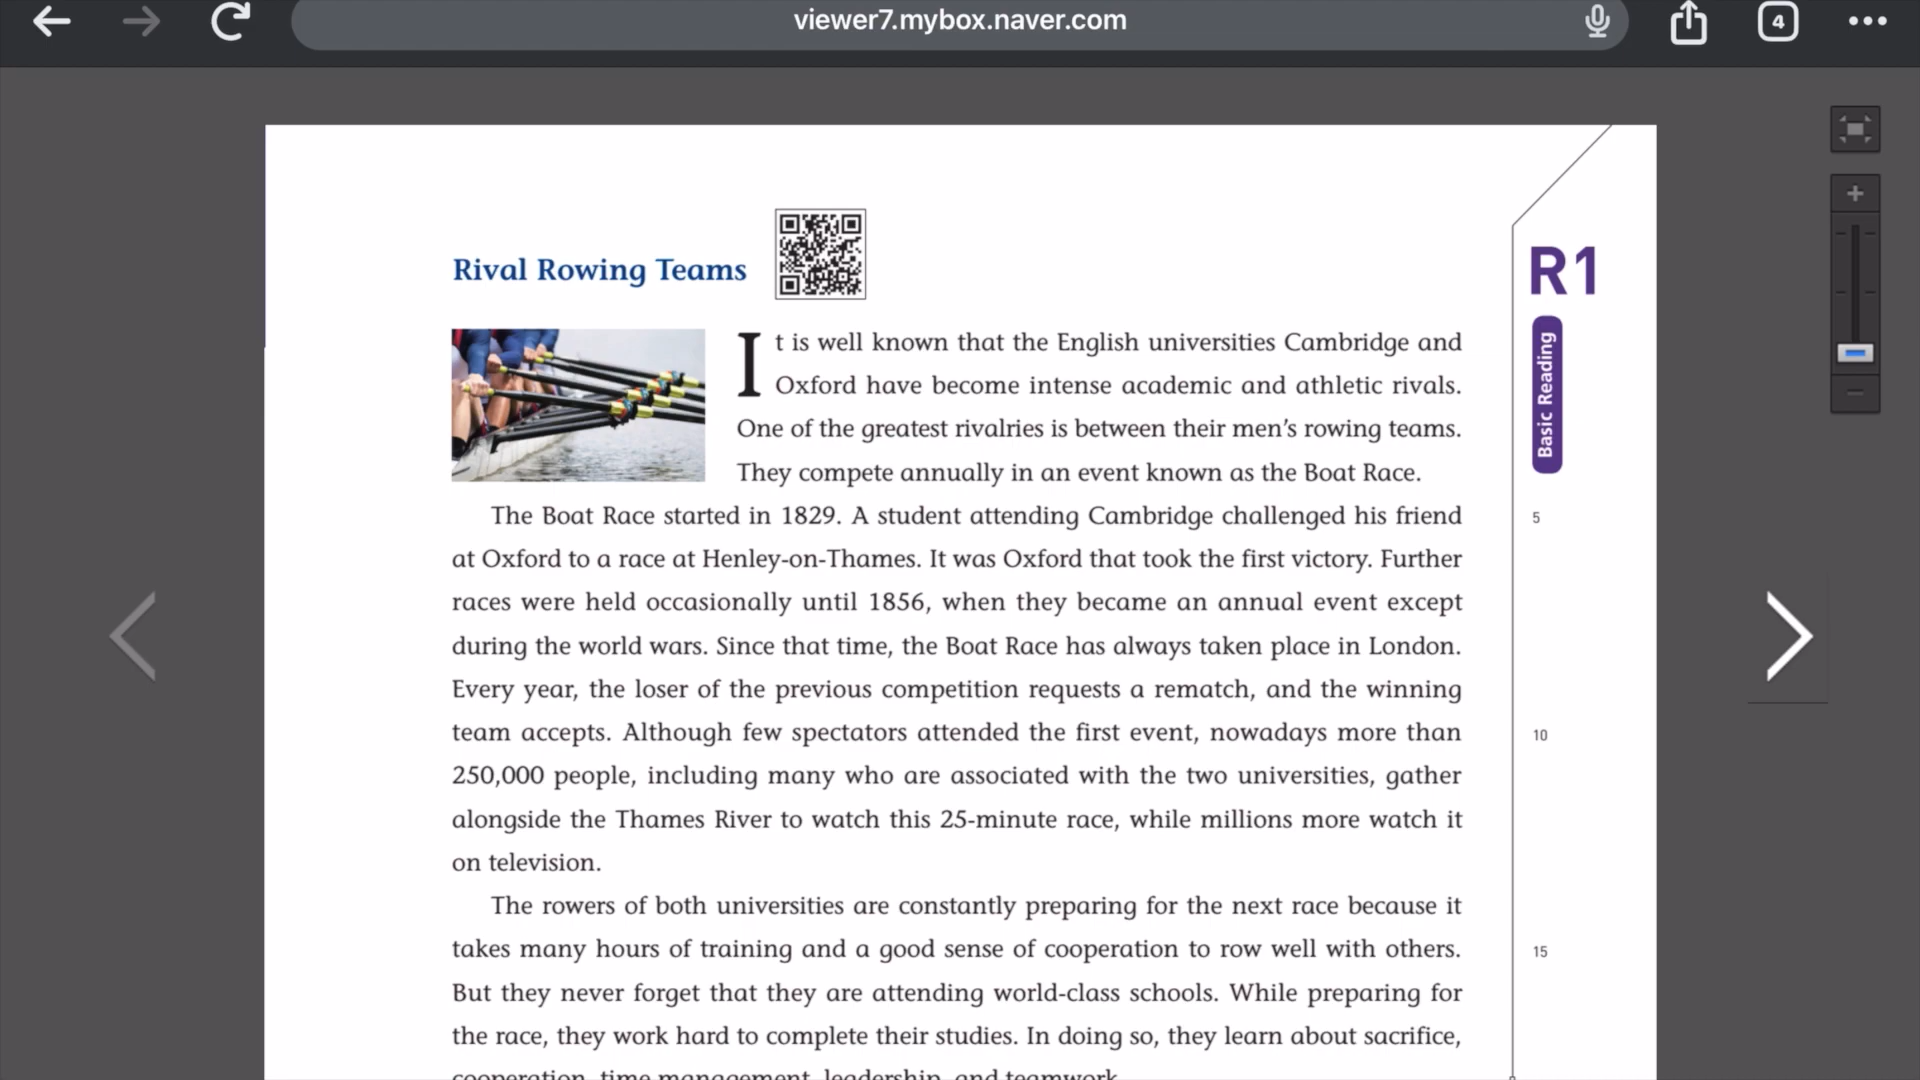 viewer7.mybox.naver.com
4
Rival Rowing Teams
R1
Basic Reading
It is well known that the English universities Cambridge and
Oxford have become intense academic and athletic rivals.
One of the greatest rivalries is between their men's rowing teams.
They compete annually in an event known as the Boat Race.
The Boat Race started in 1829. A student attending Cambridge challenged his friend
5
at Oxford to a race at Henley-on-Thames. It was Oxford that took the first victory. Further
races were held occasionally until 1856, when they became an annual event except
during the world wars. Since that time, the Boat Race has always taken place in London.
Every year, the loser of the previous competition requests a rematch, and the winning
team accepts. Although few spectators attended the first event, nowadays more than
10
250,000 people, including many who are associated with the two universities, gather
alongside the Thames River to watch this 25-minute race, while millions more watch it
on television.
The rowers of both universities are constantly preparing for the next race because it
takes many hours of training and a good sense of cooperation to row well with others.
15
But they never forget that they are attending world-class schools. While preparing for
the race, they work hard to complete their studies. In doing so, they learn about sacrifice,
cooperation, time management, leadership, and teamwork.